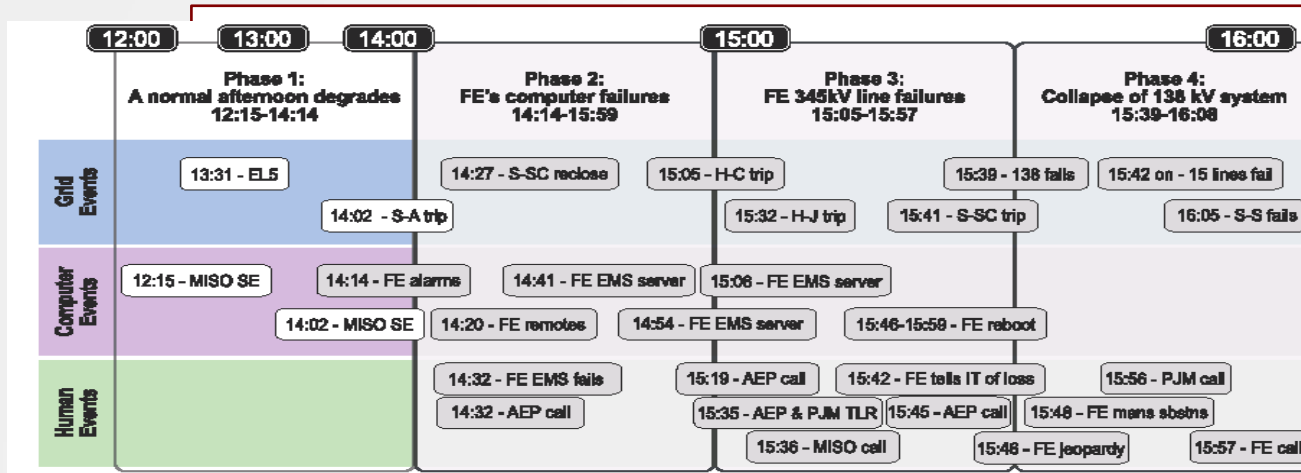 12:00
13:00
14:00
15:00
16:00
Phase 1:
A normal afternoon degrades
12:15-14:14
Phase 2:
FE's computer failures
14:14-15:59
Phase 3:
FE 345kV line failures
15:05-15:57
Phase 4:
Collapse of 138 kV system
15:39-16:08
Grid
Events
13:31 - EL5
14:27 - S-SC reclose
15:05 - H-C trip
15:39 - 138 fails
15:42 on - 15 lines fail
14:02 - S-A trip
15:32 - H-J trip
15:41 - S-SC trip
16:05 - S-S fails
Computer
Events
12:15 - MISO SE
14:14 - FE alarms
14:41 - FE EMS server
15:06 - FE EMS server
14:02 - MISO SE
14:20 - FE remotes
14:54 - FE EMS server
15:46-15:59 - FE reboot
Human
Events
14:32 - FE EMS fails
15:19 - AEP call
15:42 - FE tells IT of loss
15:56 - PJM call
14:32 - AEP call
15:35 - AEP & PJM TLR
15:45 - AEP call
15:48 - FE mans sbstns
15:36 - MISO call
15:46 - FE jeopardy
15:57 - FE call